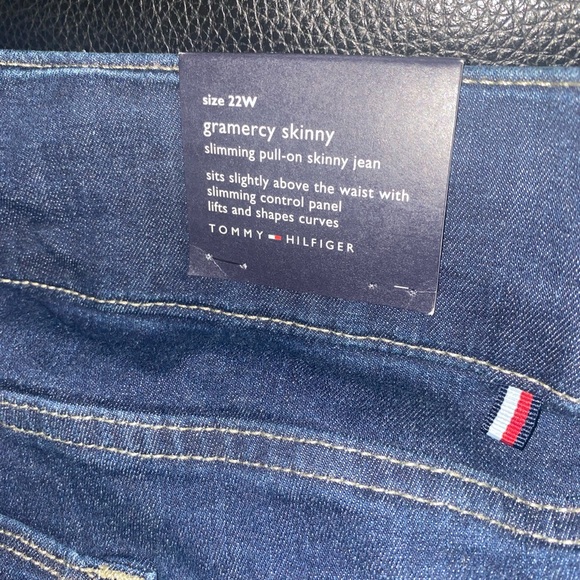 size 22W
gramercy skinny
slimming pull-on skinny jean
sits slightly above the waist with
slimming control panel
lifts and shapes curves
TOMMY HILFIGER